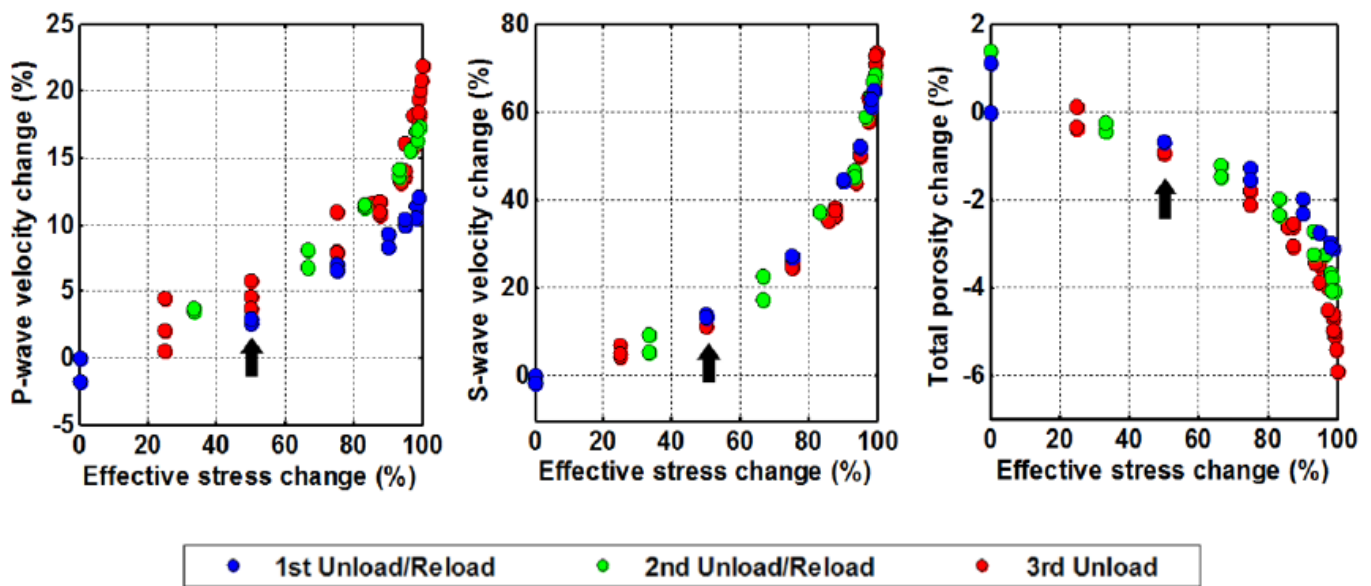 P-wave velocity change (%)
25
20
15
10
5
0
-5
0 20 40 60 80 100
Effective stress change (%)
S-wave velocity change (%)
80
60
40
20
0
0 20 40 60 80 100
Effective stress change (%)
Total porosity change (%)
2
0
-2
-4
-6
0 20 40 60 80 100
Effective stress change (%)
1st Unload/Reload 2nd Unload/Reload 3rd Unload